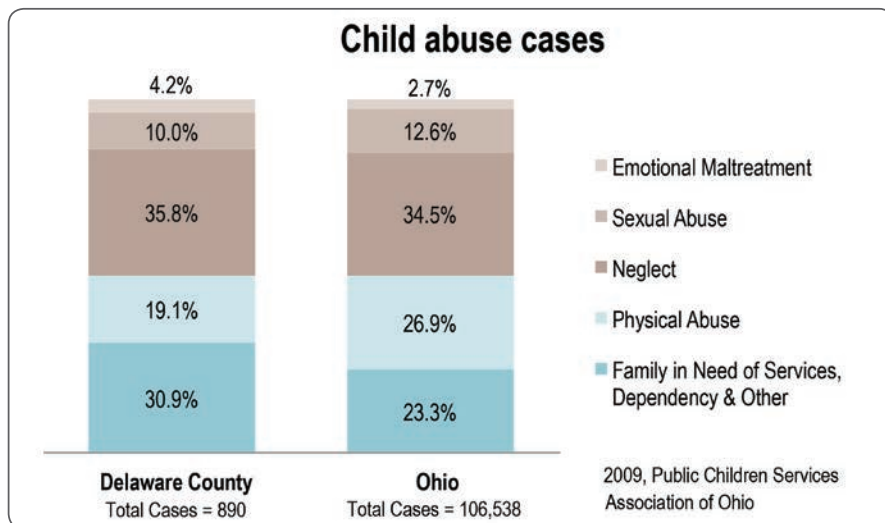 Child abuse cases
4.2%
2.7%
10.0%
12.6%
35.8%
34.5%
19.1%
26.9%
30.9%
23.3%
Emotional Maltreatment
Sexual Abuse
Neglect
Physical Abuse
Family in Need of Services,
Dependency & Other
Delaware County
Total Cases = 890
Ohio
Total Cases = 106,538
2009, Public Children Services
Association of Ohio